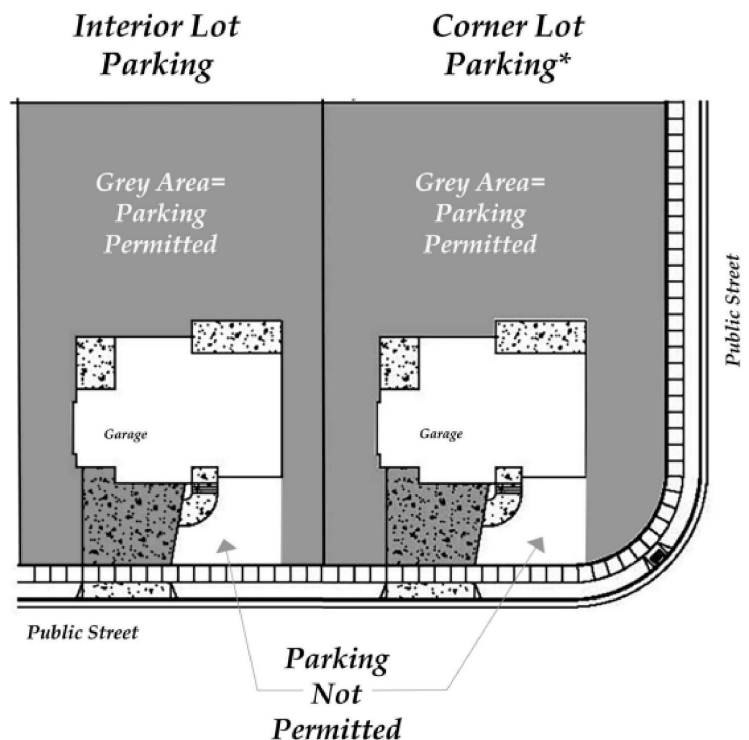 Interior Lot
Parking
Corner Lot
Parking*
Grey Area=
Parking
Permitted
Grey Area=
Parking
Permitted
Public Street
Garage
Garage
Public Street
Parking
Not
Permitted